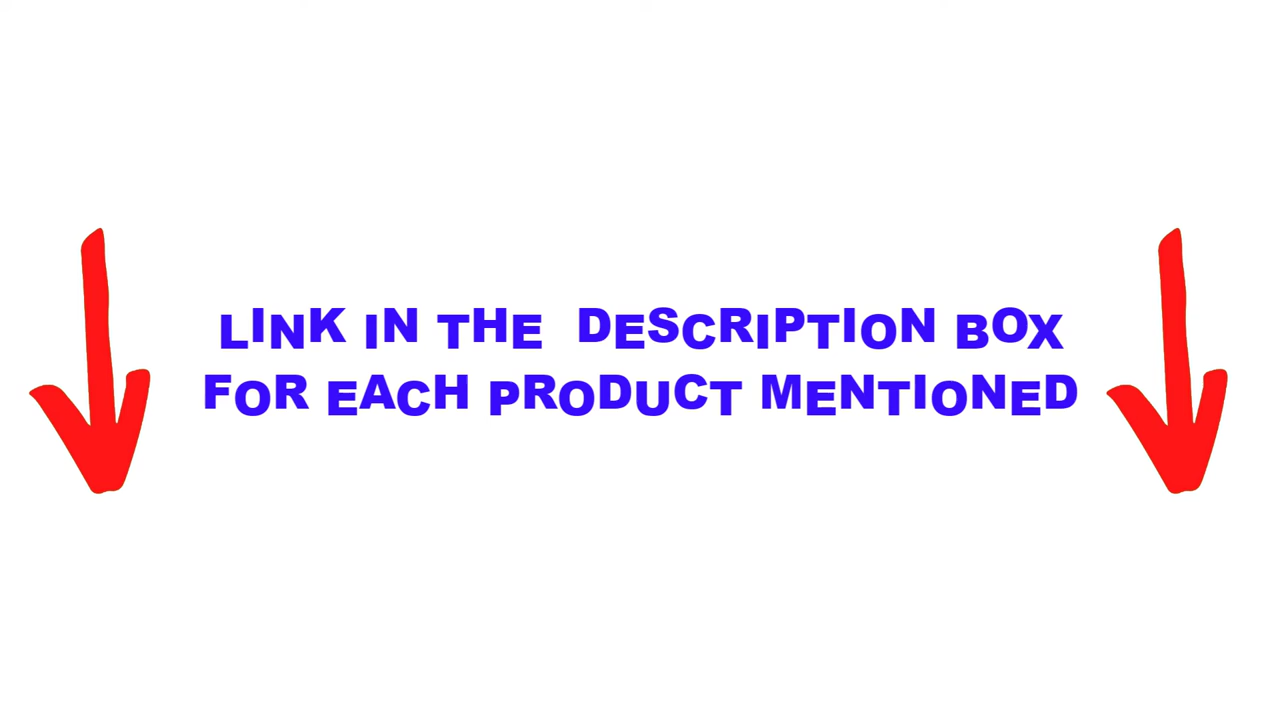 LINK IN THE DESCRIPTION BOX
FOR EACH PRODUCT MENTIONED